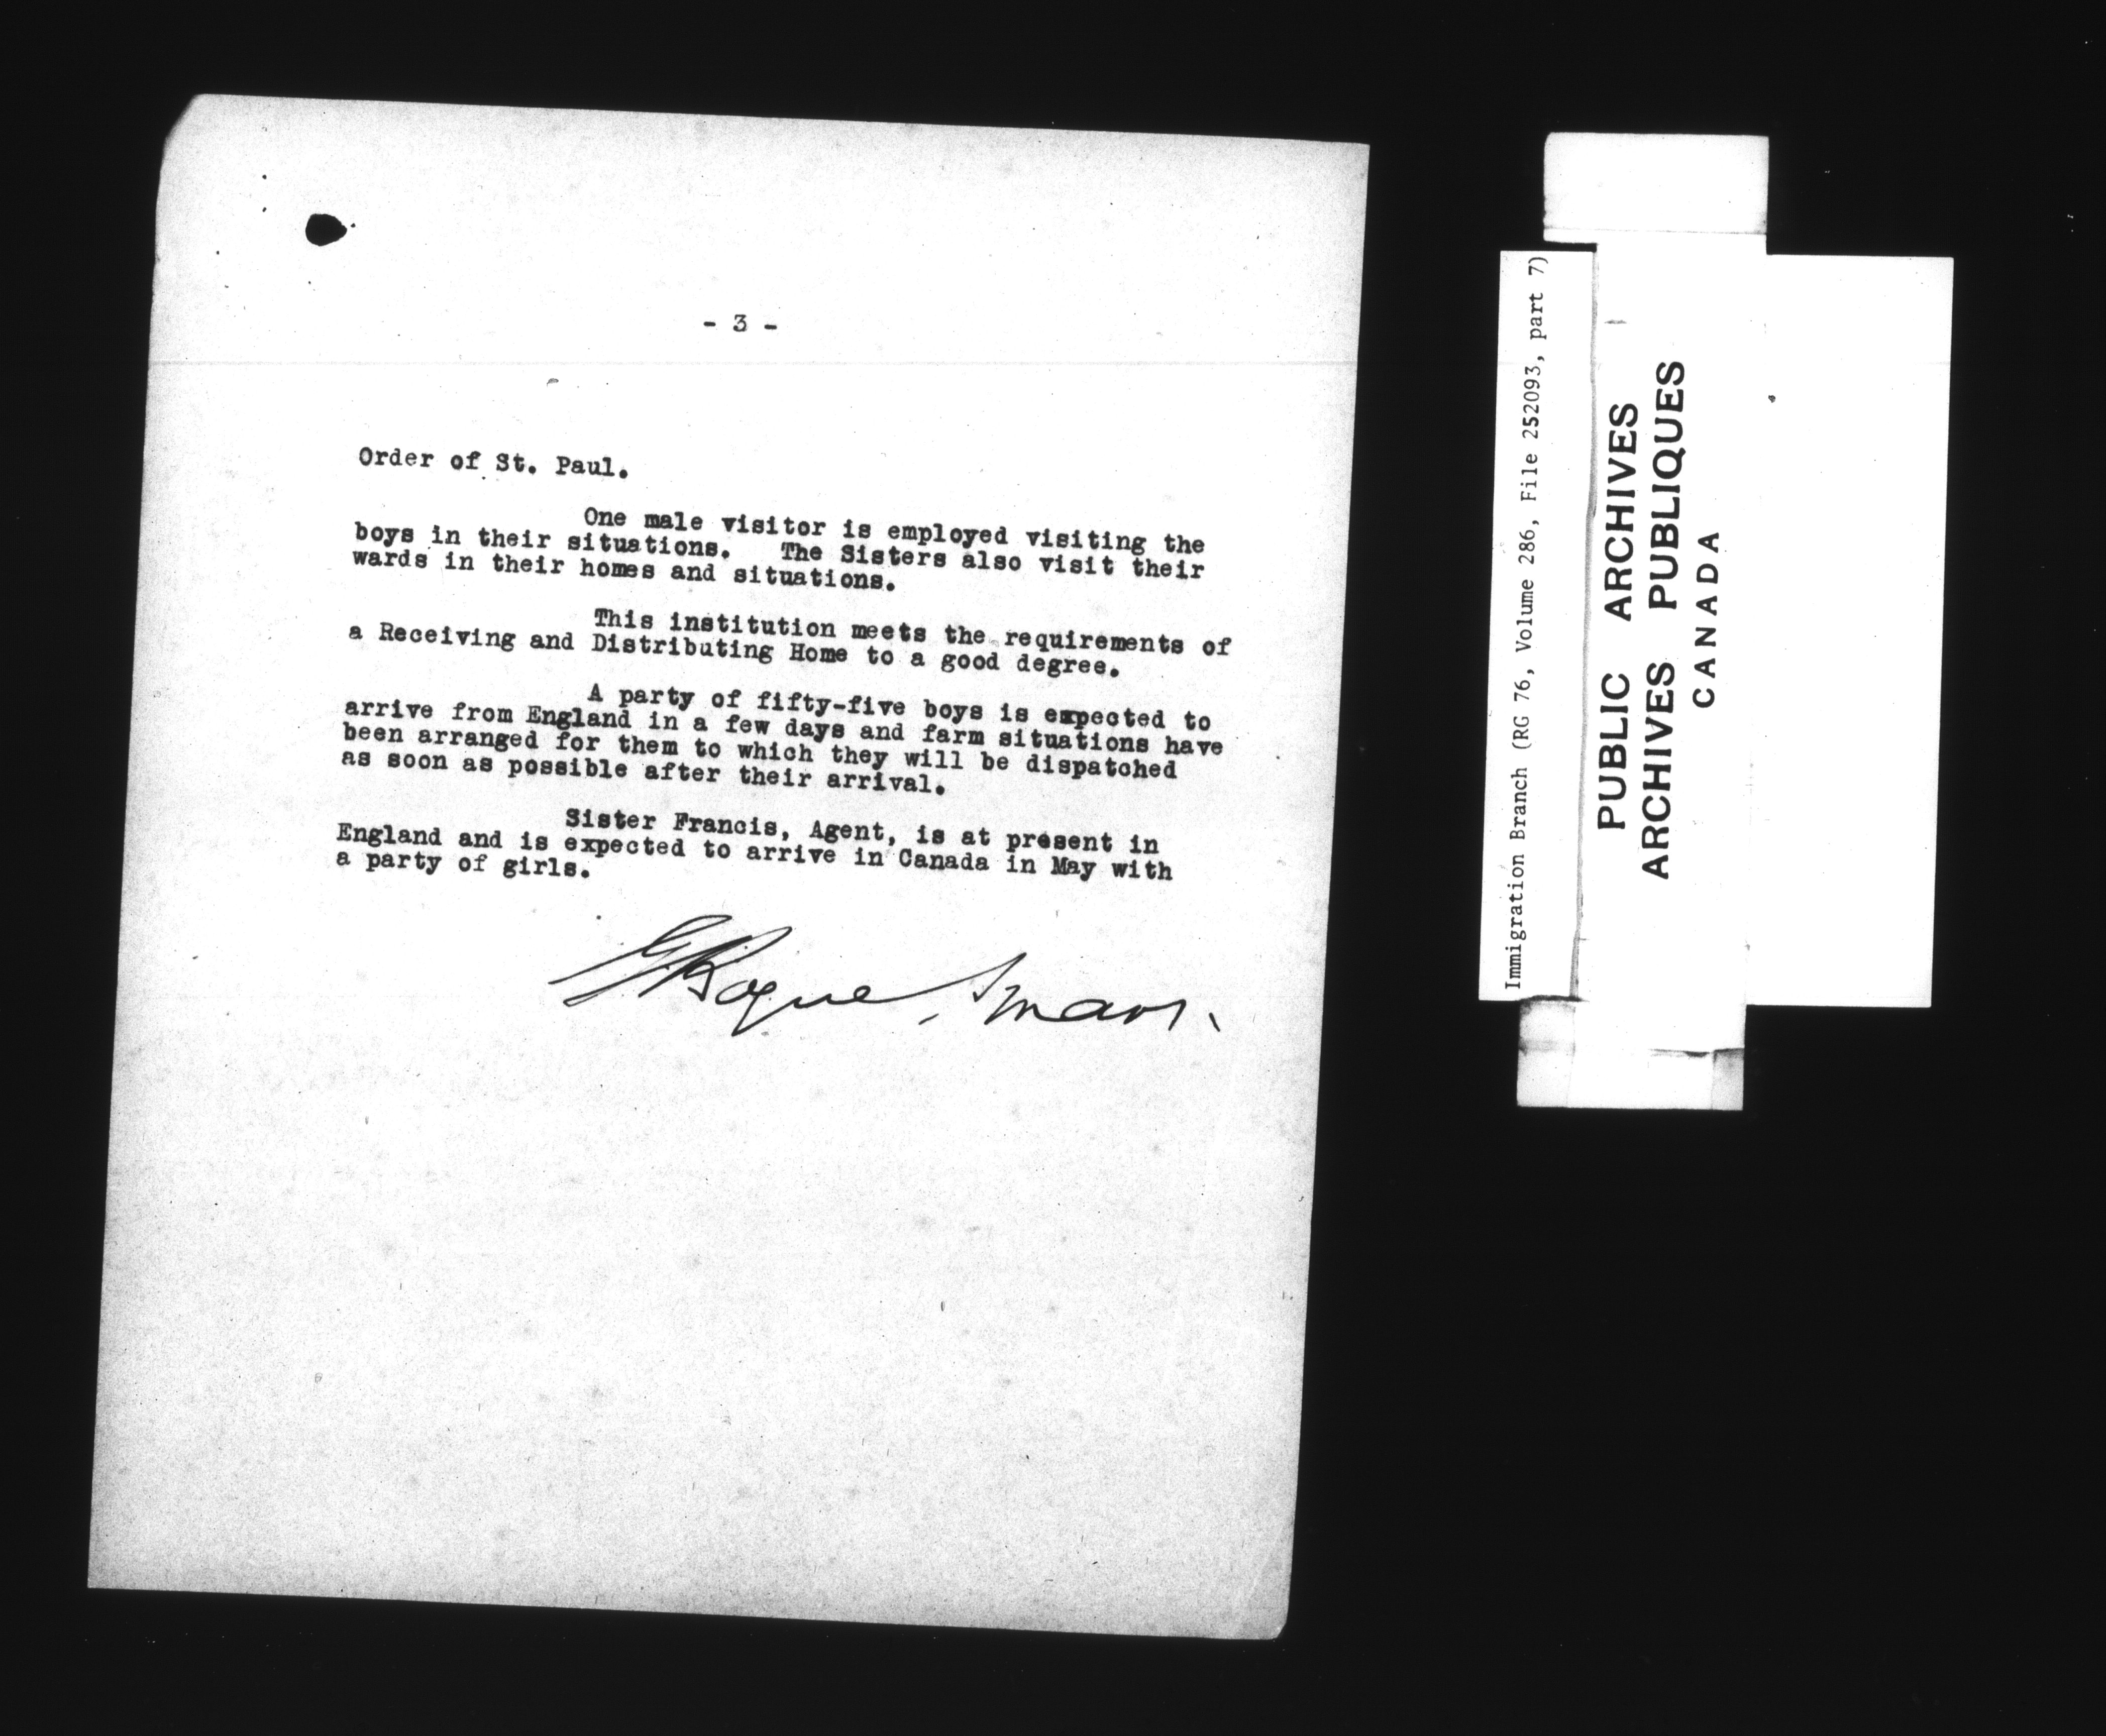 - 3 -
Order of St. Paul.
One male visitor is employed visiting the
boys in their situations. The Sisters also visit their
wards in their homes and situations.
This institution meets the requirements of
a Receiving and Distributing Home to a good degree.
A party of fifty-five boys is expected to
arrive from England in a few days and farm situations have
been arranged for them to which they will be dispatched
as soon as possible after their arrival.
Sister Francis, Agent, is at present in
England and is expected to arrive in Canada in May with
a party of girls.
G Bogue Smart.
Immigration Branch (RG 76, Volume 286, File 252093, part 7)
PUBLIC ARCHIVES
ARCHIVES PUBLIQUES
CANADA